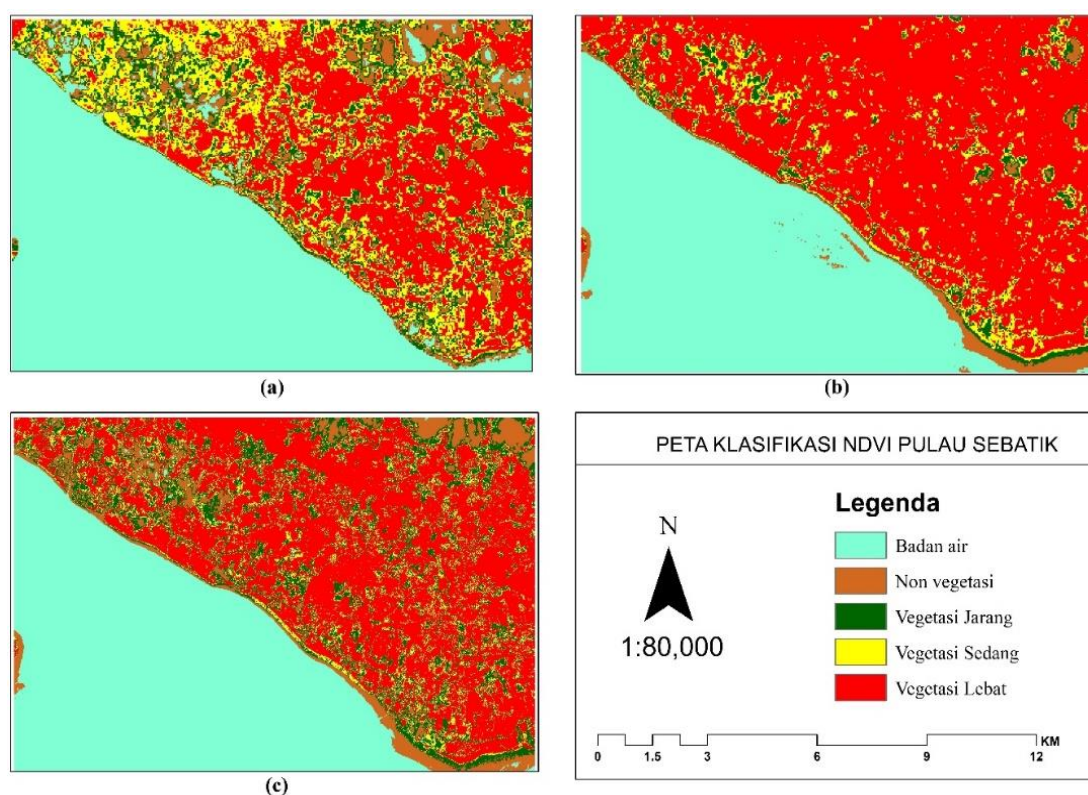 (a)
(b)
(c)
PETA KLASIFIKASI NDVI PULAU SEBATIK
N
1:80,000
Legenda
Badan air
Non vegetasi
Vegetasi Jarang
Vegetasi Sedang
Vegetasi Lebat
KM
0 1.5 3 6 9 12